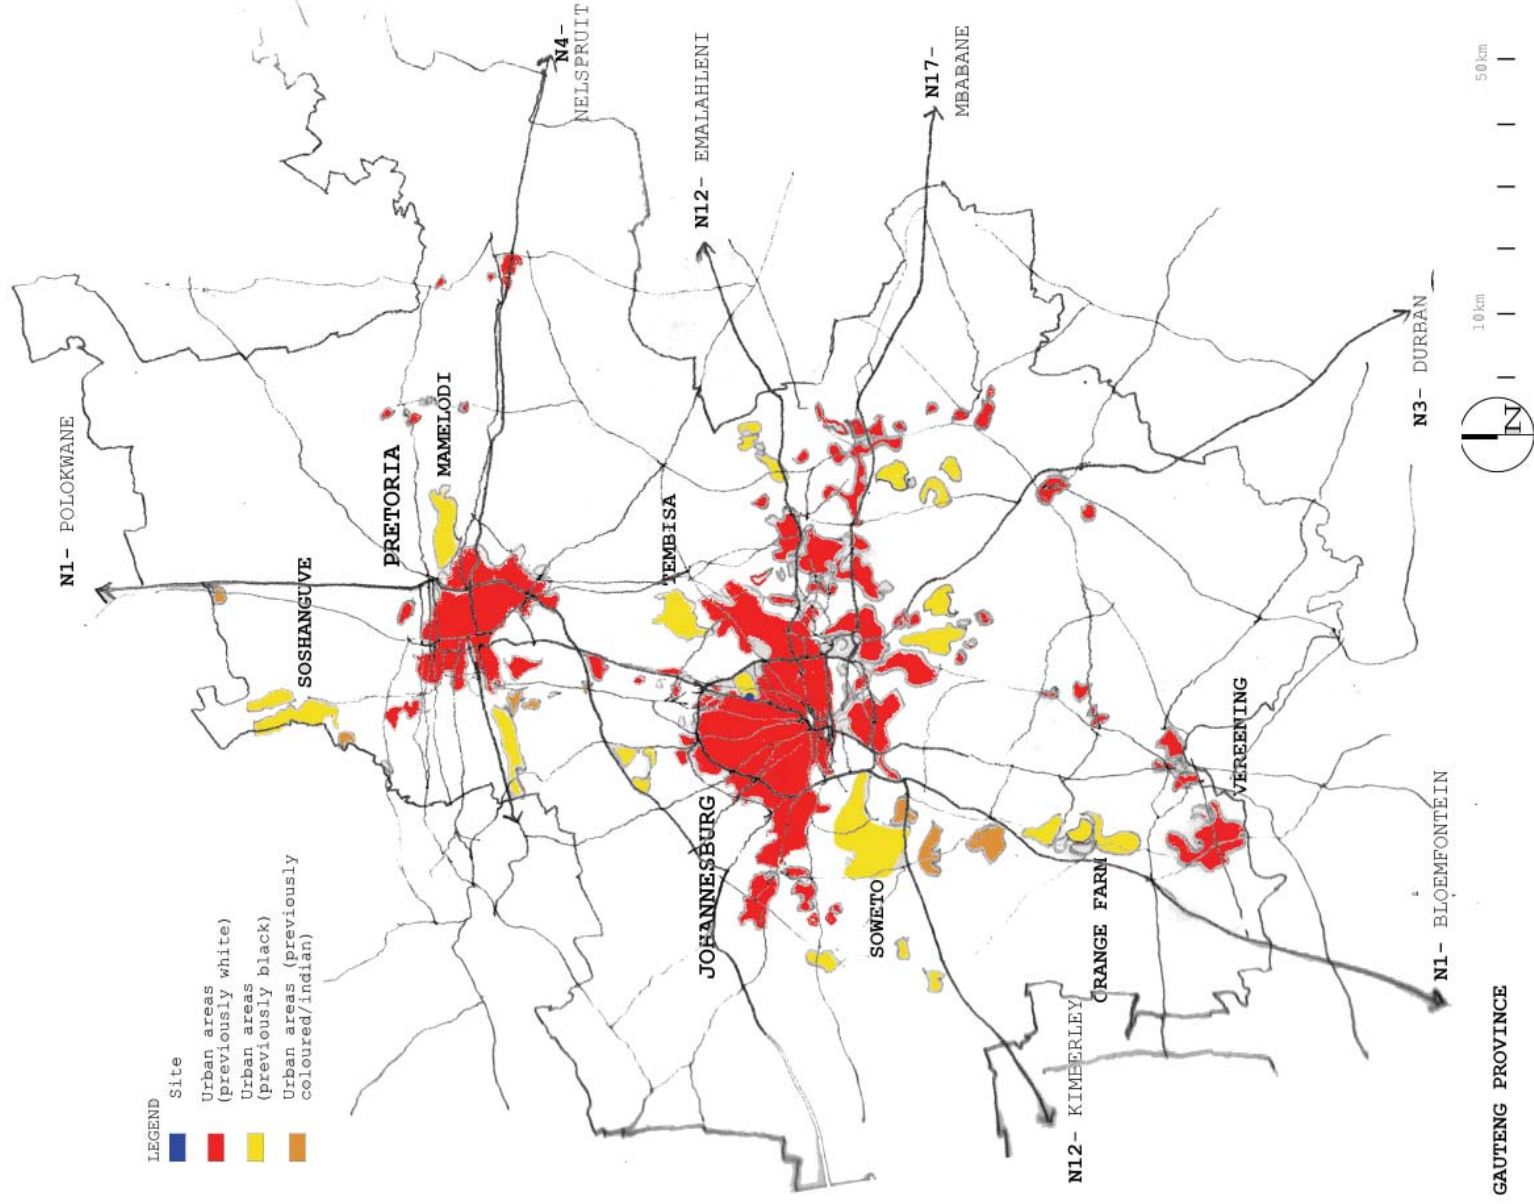 LEGEND
Site
Urban areas
(previously white)
Urban areas
(previously black)
Urban areas (previously
coloured/indian)
N1- POLOKWANE
SOSHANGUVE
PRETORIA
MAMELODI
N4-
NELSPRUIT
TEMBISA
N12- EMALAHLENI
N17-
MBABANE
JOHANNESBURG
SOWETO
ORANGE FARM
VEREENING
N12- KIMBERLEY
N1- BLOEMFONTEIN
N3- DURBAN
N
10km
50km
GAUTENG PROVINCE